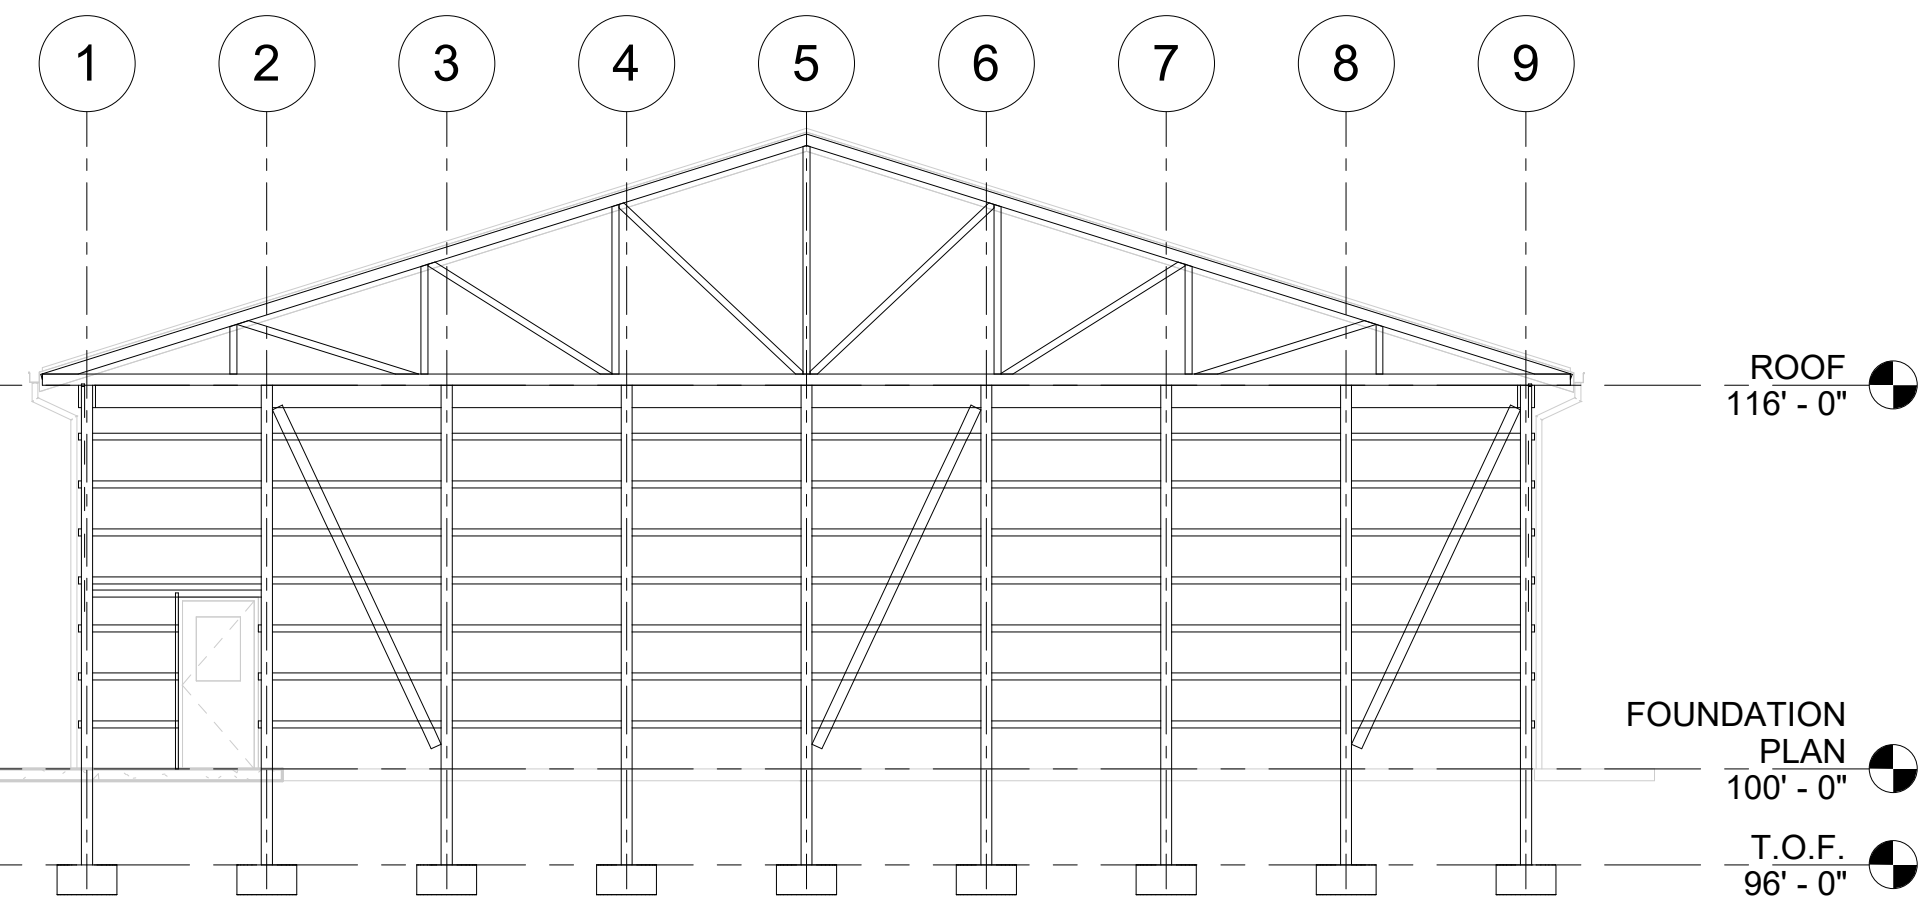 1 2 3 4 5 6 7 8 9
ROOF
116' - 0"
FOUNDATION
PLAN
100' - 0"
T.O.F.
96' - 0"